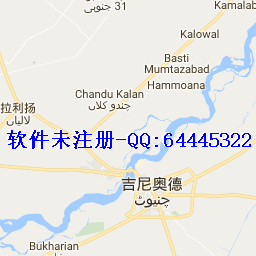 31 جنوبی
Kamalab
Kalowal
Basti
Mumtazabad
Hammoana
Chandu Kalan
چندو کلاں
拉利扬
لالیاں
软件未注册-QQ:64445322
吉尼奥德
چنیوٹ
Bukharian